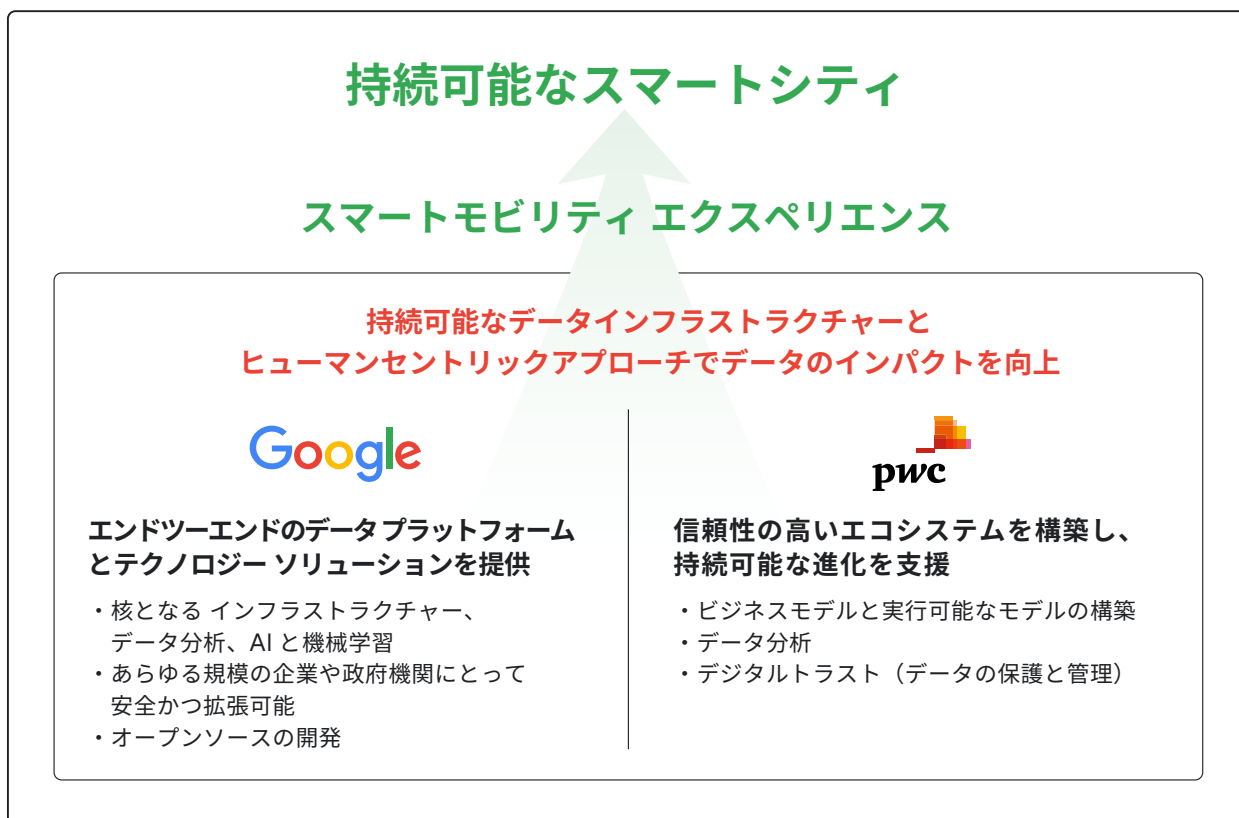 持続可能なスマートシティ
スマートモビリティ エクスペリエンス
持続可能なデータインフラストラクチャーと
ヒューマンセントリックアプローチでデータのインパクトを向上
Google
エンドツーエンドのデータプラットフォーム
とテクノロジー ソリューションを提供
・核となる インフラストラクチャー、
データ分析、AI と機械学習
・あらゆる規模の企業や政府機関にとって
安全かつ拡張可能
・オープンソースの開発
pwc
信頼性の高いエコシステムを構築し、
持続可能な進化を支援
・ビジネスモデルと実行可能なモデルの構築
・データ分析
・デジタルトラスト（データの保護と管理）